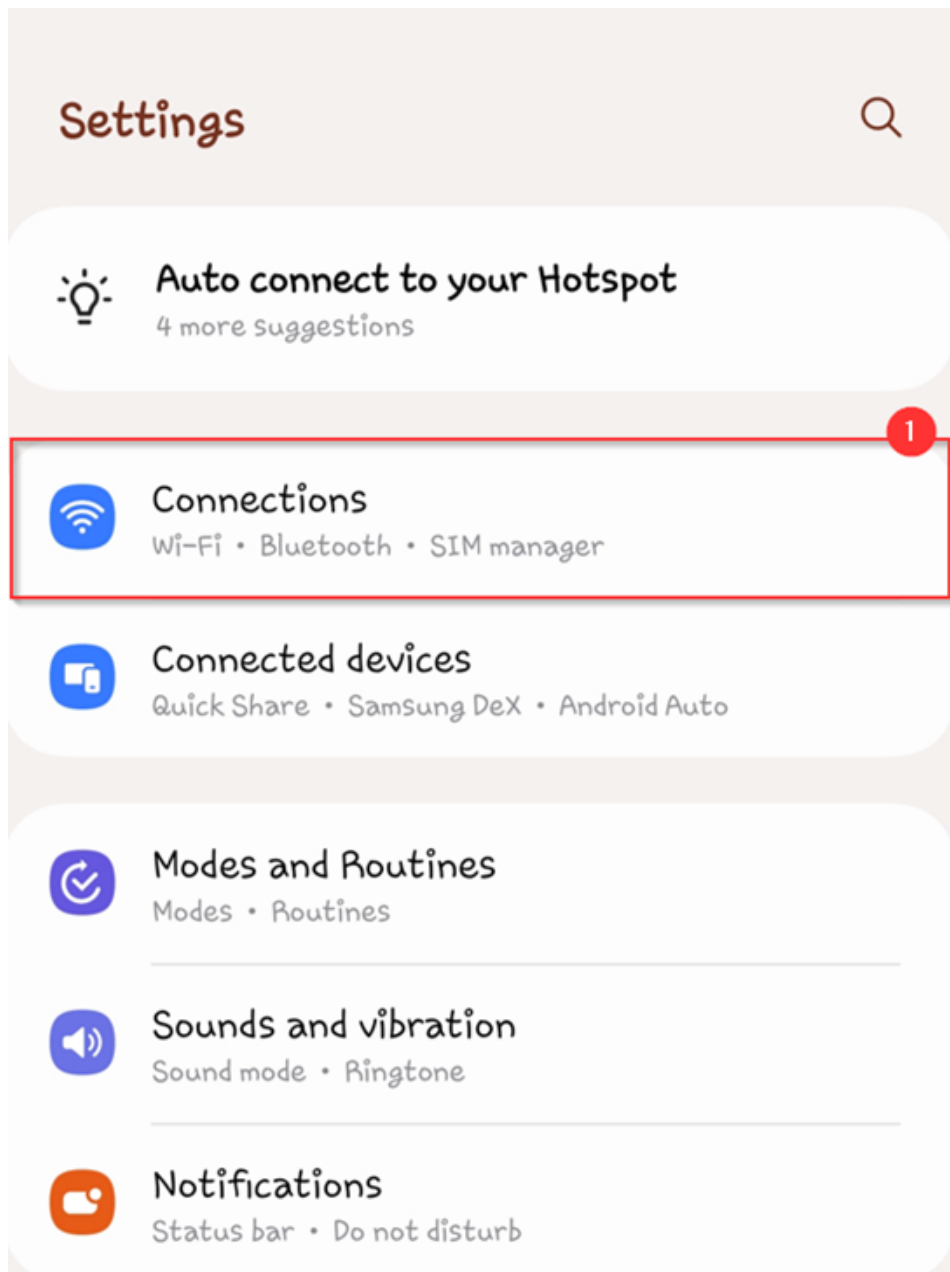 Settings
Auto connect to your Hotspot
4 more suggestions
1
Connections
Wi-Fi • Bluetooth • SIM manager
Connected devices
Quick Share • Samsung DeX • Android Auto
Modes and Routines
Modes • Routines
Sounds and vibration
Sound mode • Ringtone
Notifications
Status bar • Do not disturb